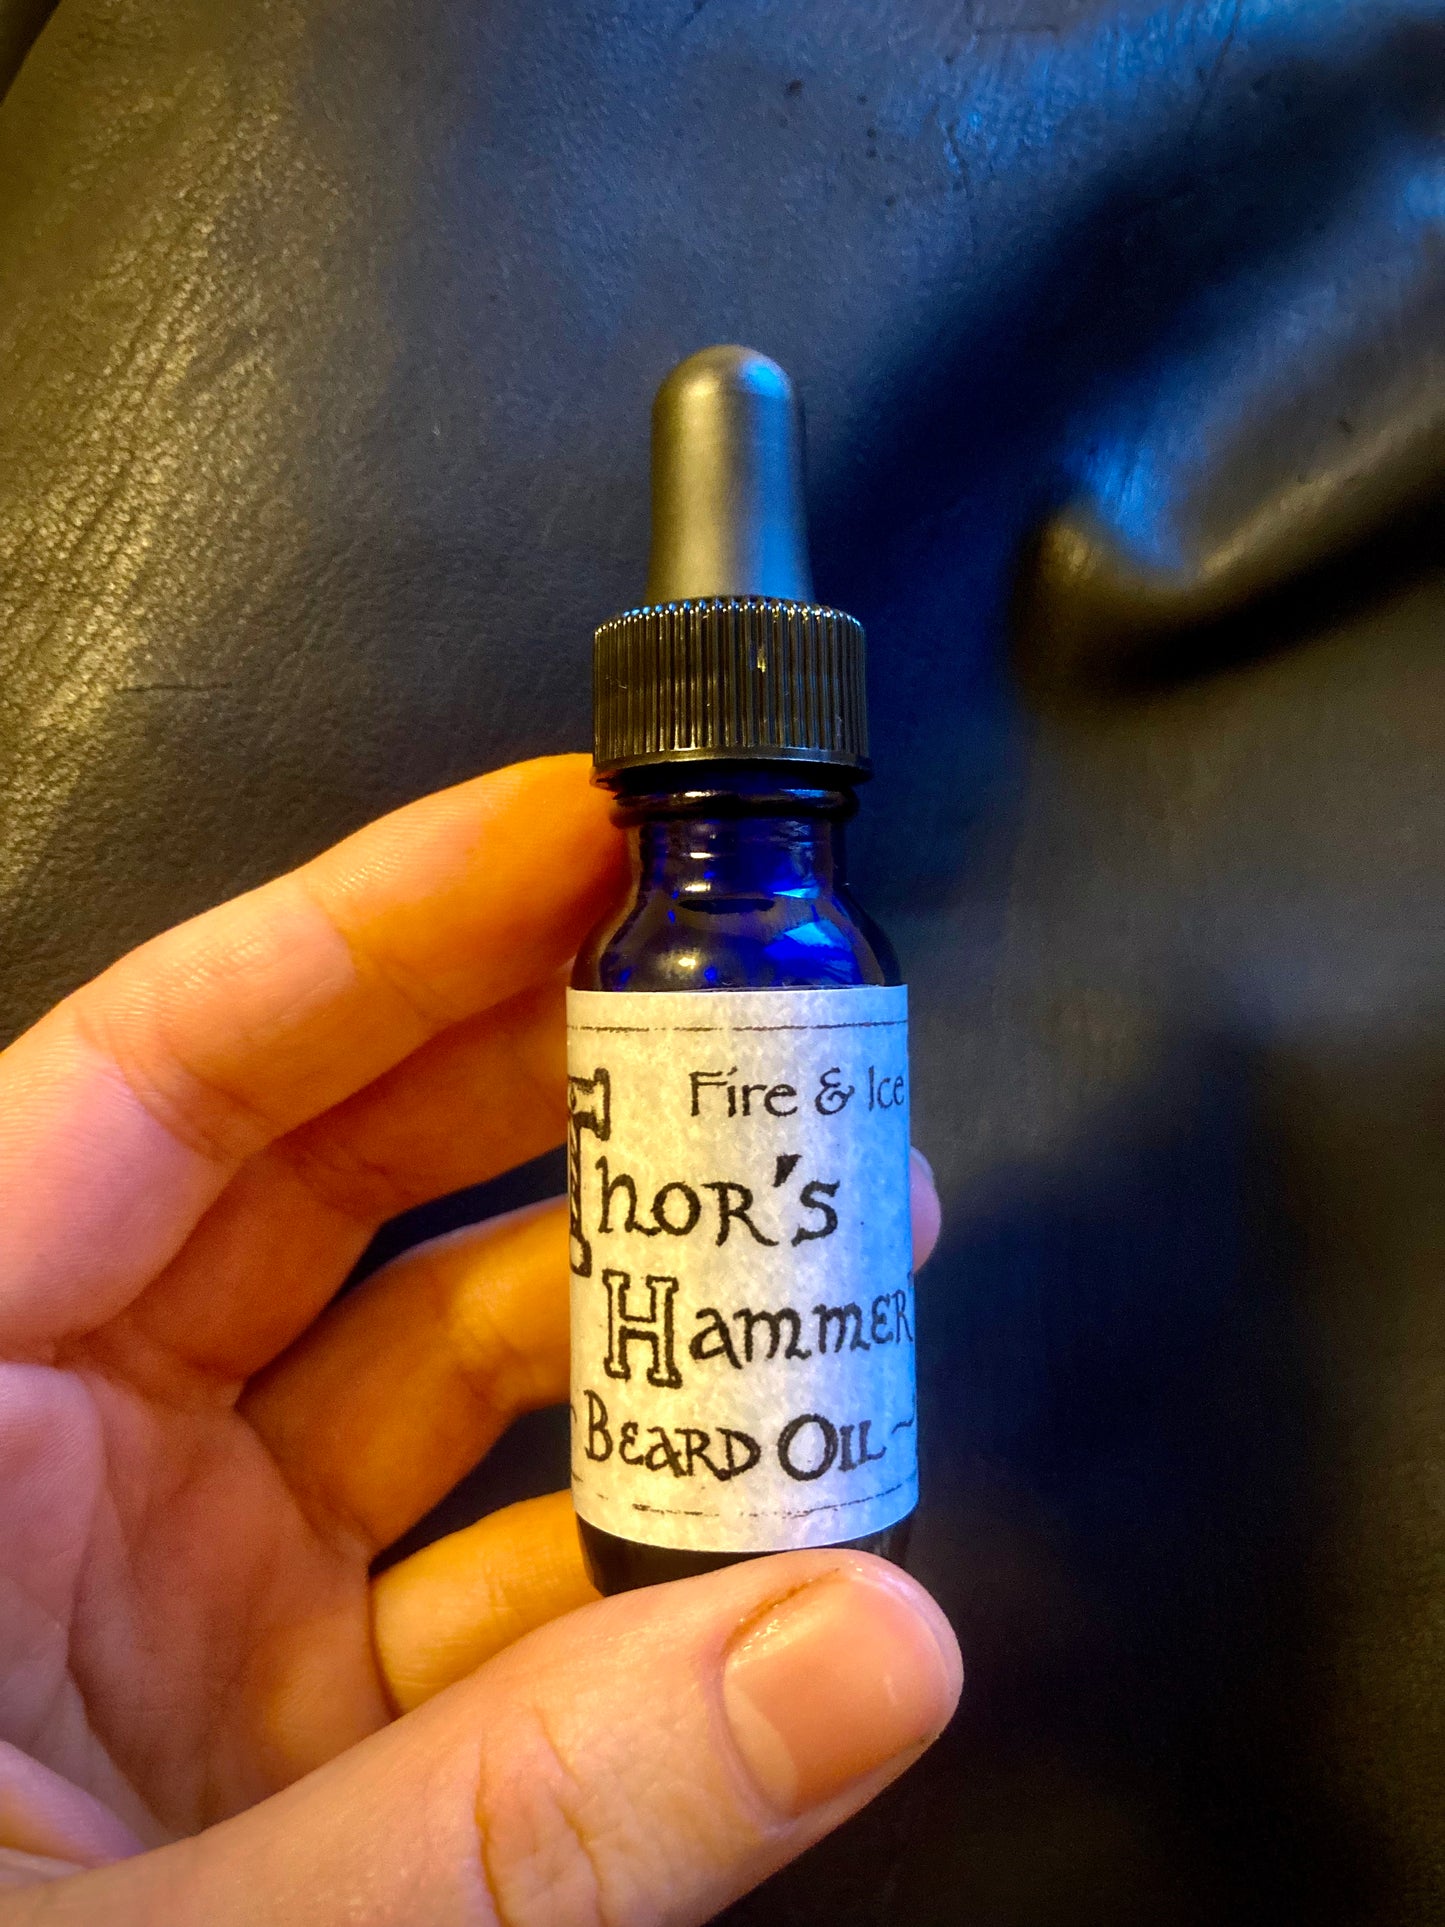 Fire & Ice
Thor's
Hammer
~ Beard Oil ~